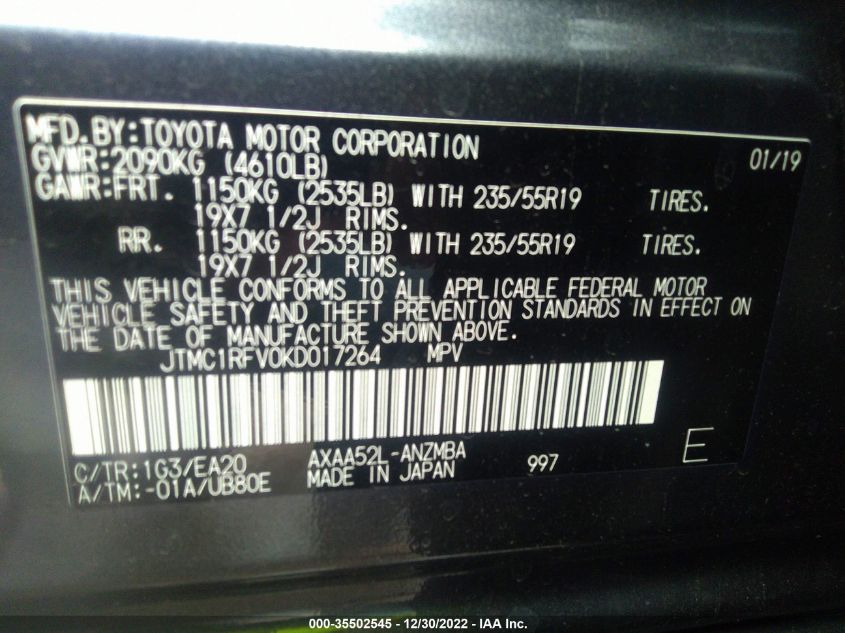 MFD.BY:TOYOTA MOTOR CORPORATION 01/19
GVWR:2090KG (4610LB)
GAWR:FRT. 1150KG (2535LB) WITH 235/55R19 TIRES.
19X7 1/2J RIMS.
RR. 1150KG (2535LB) WITH 235/55R19 TIRES.
19X7 1/2J RIMS.
THIS VEHICLE CONFORMS TO ALL APPLICABLE FEDERAL MOTOR
VEHICLE SAFETY AND THEFT PREVENTION STANDARDS IN EFFECT ON
THE DATE OF MANUFACTURE SHOWN ABOVE.
JTMC1RFV0KD017264 MPV
C/TR:1G3/EA20 AXAA52L-ANZMBA 997 E
A/TM:-01A/UB80E MADE IN JAPAN
000-35502545 - 12/30/2022 - IAA Inc.